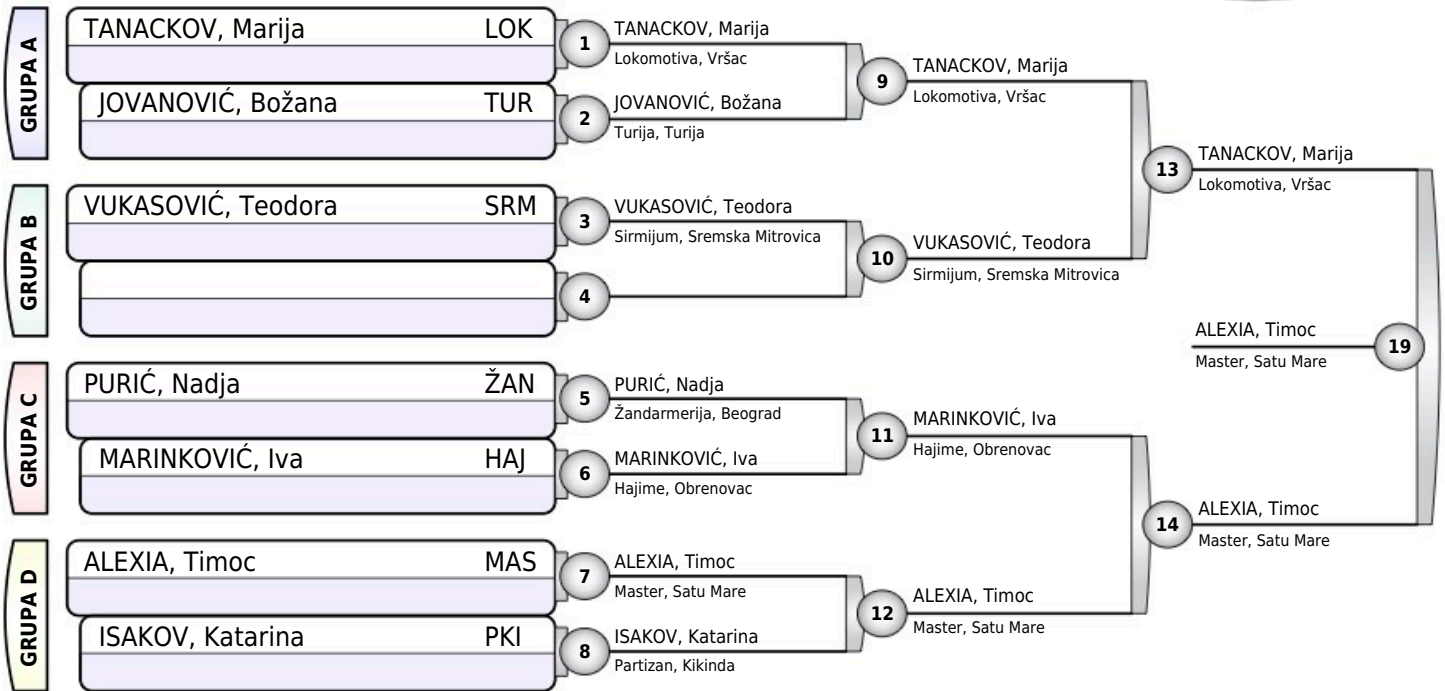 GRUPA A
TANACKOV, Marija LOK
JOVANOVIĆ, Božana TUR
GRUPA B
VUKASOVIĆ, Teodora SRM
GRUPA C
PURIĆ, Nadja ŽAN
MARINKOVIĆ, Iva HAJ
GRUPA D
ALEXIA, Timoc MAS
ISAKOV, Katarina PKI
1
TANACKOV, Marija
Lokomotiva, Vršac
2
JOVANOVIĆ, Božana
Turija, Turija
3
VUKASOVIĆ, Teodora
Sirmijum, Sremska Mitrovica
4
5
PURIĆ, Nadja
Žandarmerija, Beograd
6
MARINKOVIĆ, Iva
Hajime, Obrenovac
7
ALEXIA, Timoc
Master, Satu Mare
8
ISAKOV, Katarina
Partizan, Kikinda
9
TANACKOV, Marija
Lokomotiva, Vršac
10
VUKASOVIĆ, Teodora
Sirmijum, Sremska Mitrovica
11
MARINKOVIĆ, Iva
Hajime, Obrenovac
12
ALEXIA, Timoc
Master, Satu Mare
13
TANACKOV, Marija
Lokomotiva, Vršac
14
ALEXIA, Timoc
Master, Satu Mare
ALEXIA, Timoc
Master, Satu Mare
19